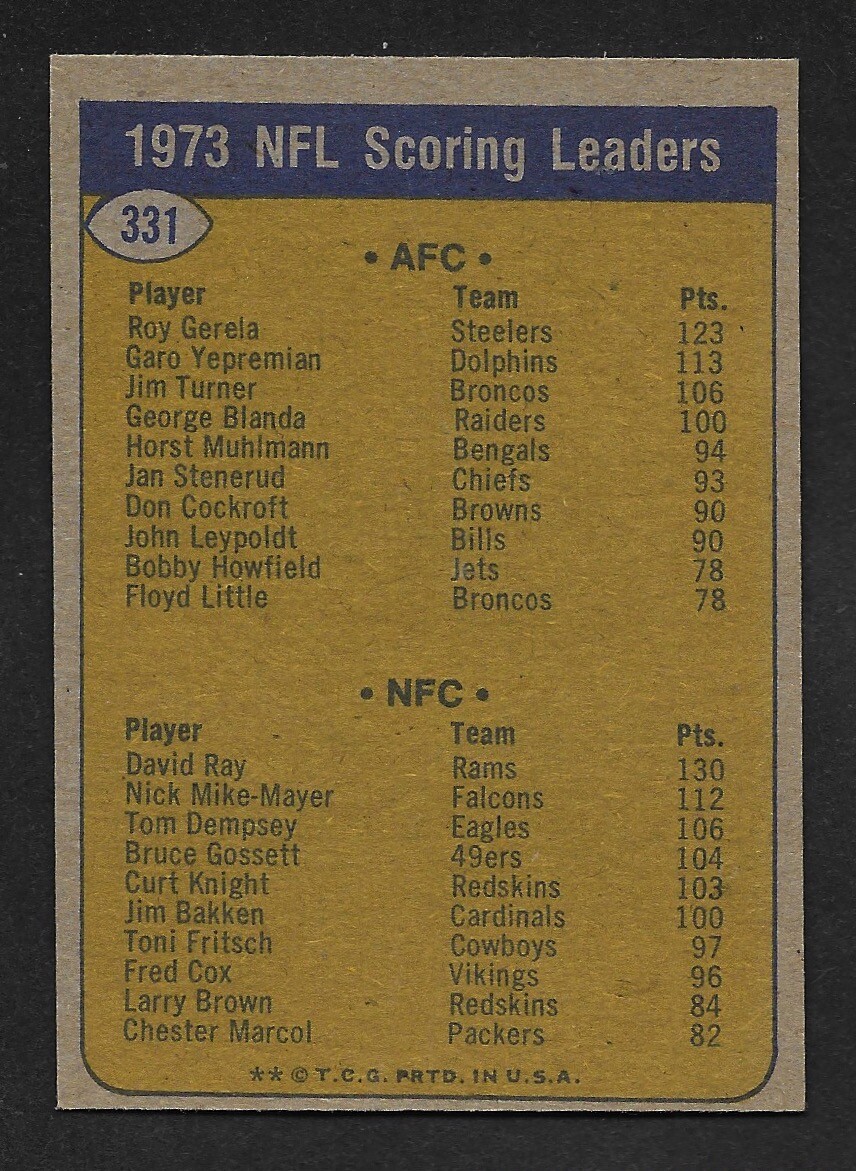 1973 NFL Scoring Leaders
331
• AFC •
Player Team Pts.
Roy Gerela Steelers 123
Garo Yepremian Dolphins 113
Jim Turner Broncos 106
George Blanda Raiders 100
Horst Muhlmann Bengals 94
Jan Stenerud Chiefs 93
Don Cockroft Browns 90
John Leypoldt Bills 90
Bobby Howfield Jets 78
Floyd Little Broncos 78
• NFC •
Player Team Pts.
David Ray Rams 130
Nick Mike-Mayer Falcons 112
Tom Dempsey Eagles 106
Bruce Gossett 49ers 104
Curt Knight Redskins 103
Jim Bakken Cardinals 100
Toni Fritsch Cowboys 97
Fred Cox Vikings 96
Larry Brown Redskins 84
Chester Marcol Packers 82
** © T.C.G. PRTD. IN U.S.A.